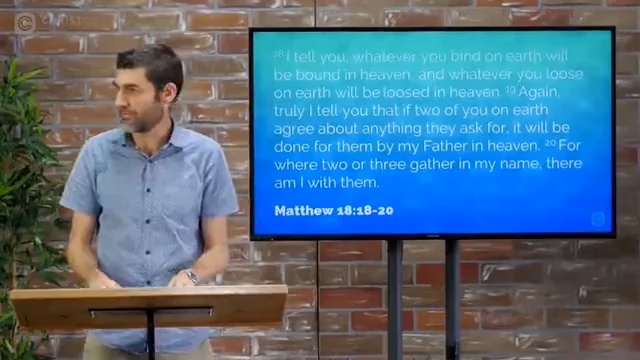 CHRIST
18 I tell you, whatever you bind on earth will
be bound in heaven, and whatever you loose
on earth will be loosed in heaven. 19 Again,
truly I tell you that if two of you on earth
agree about anything they ask for, it will be
done for them by my Father in heaven. 20 For
where two or three gather in my name, there
am I with them.
Matthew 18:18-20